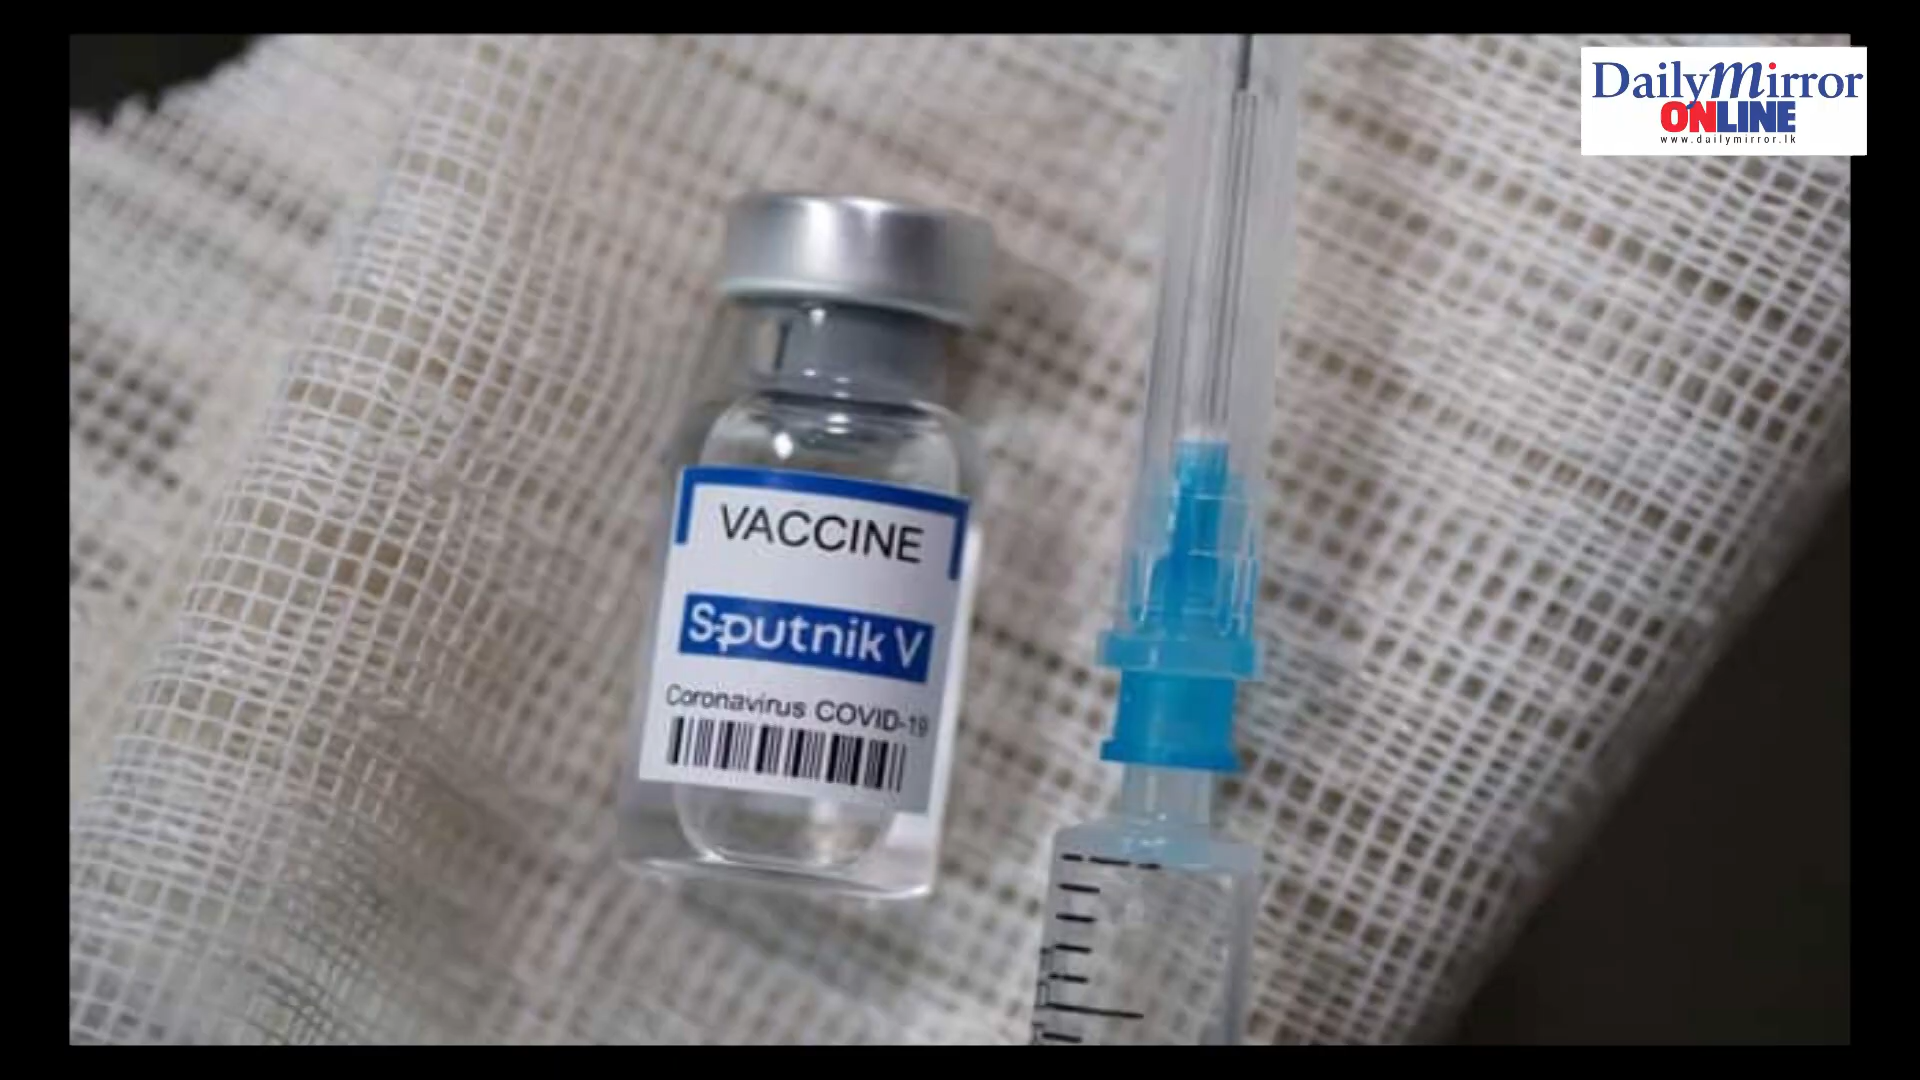 DailyMirror
ONLINE
www.dailymirror.lk
VACCINE
Sputnik V
Coronavirus COVID-19